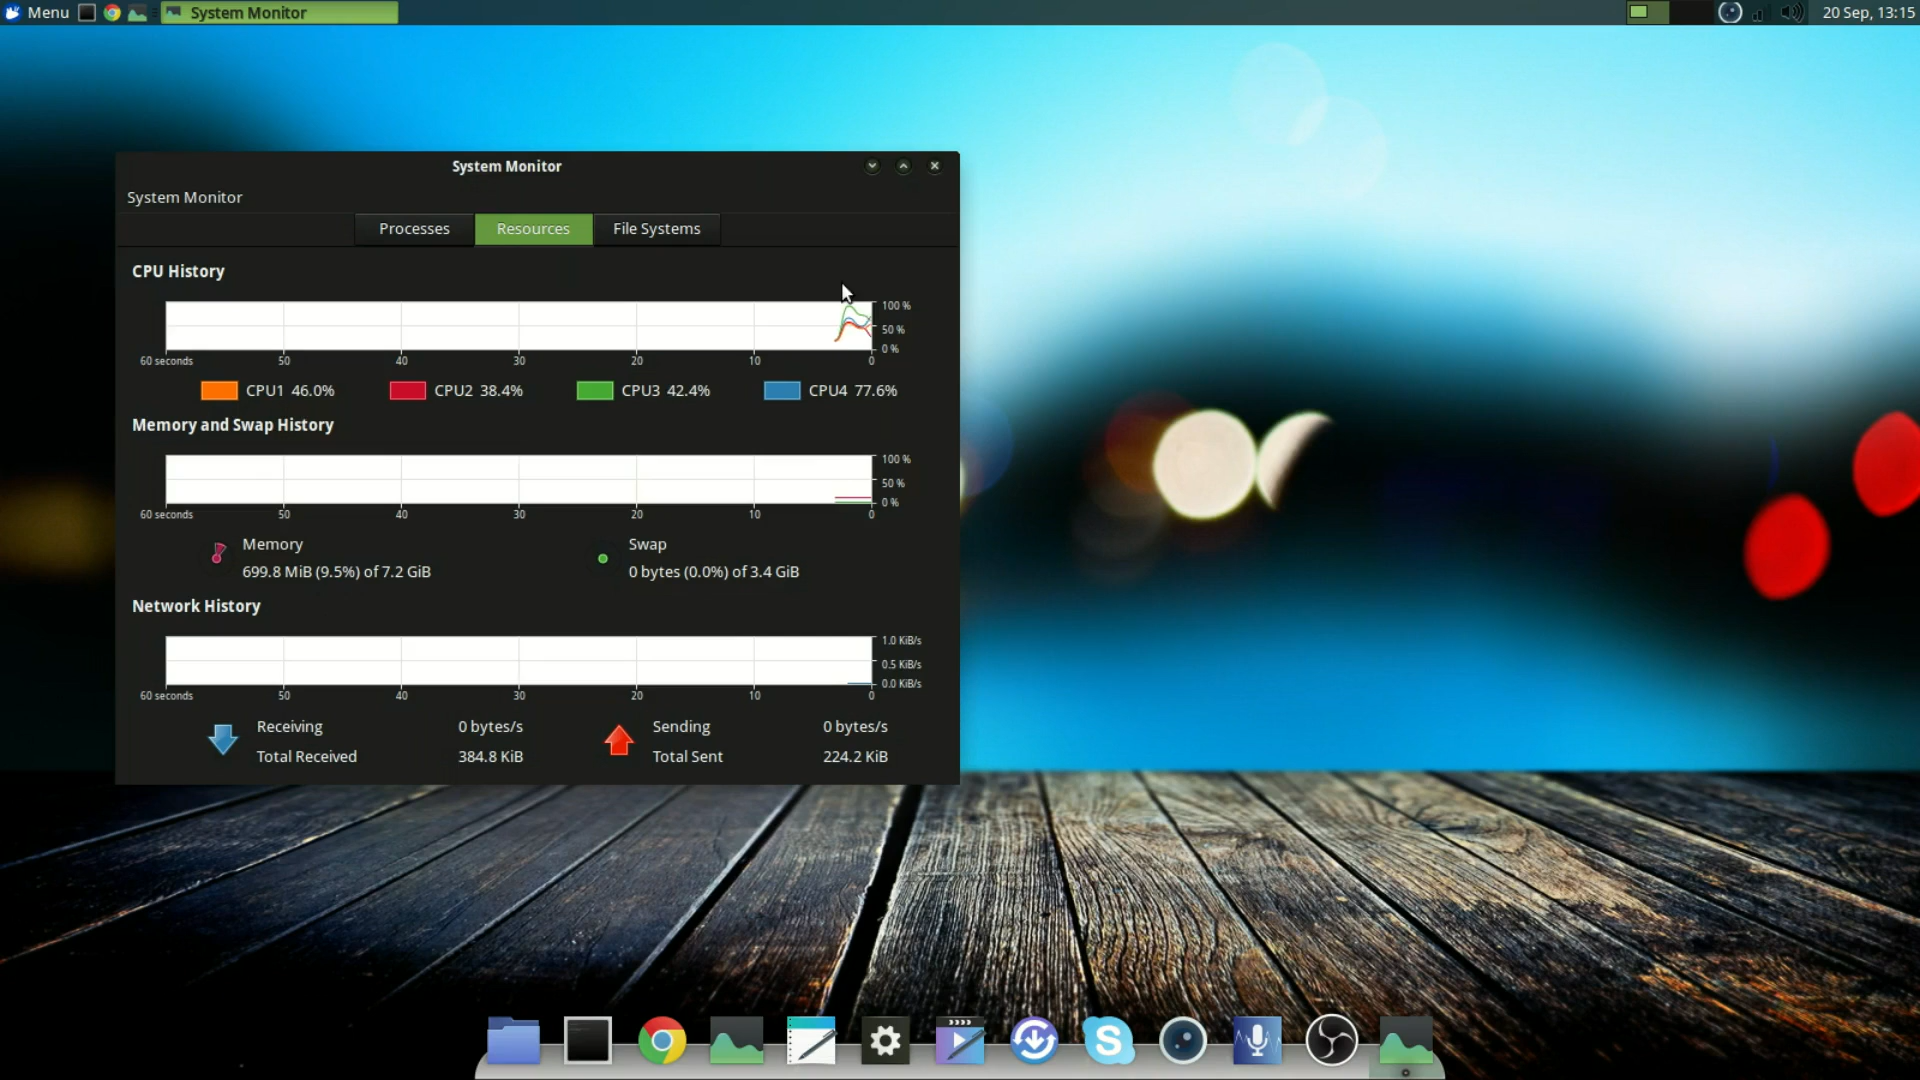 Menu
System Monitor
20 Sep, 13:15
System Monitor
System Monitor
Processes
Resources
File Systems
CPU History
100 %
50 %
0 %
60 seconds 50 40 30 20 10 0
CPU1 46.0%
CPU2 38.4%
CPU3 42.4%
CPU4 77.6%
Memory and Swap History
100 %
50 %
0 %
60 seconds 50 40 30 20 10 0
Memory
699.8 MiB (9.5%) of 7.2 GiB
Swap
0 bytes (0.0%) of 3.4 GiB
Network History
1.0 KiB/s
0.5 KiB/s
0.0 KiB/s
60 seconds 50 40 30 20 10 0
Receiving 0 bytes/s
Total Received 384.8 KiB
Sending 0 bytes/s
Total Sent 224.2 KiB
S